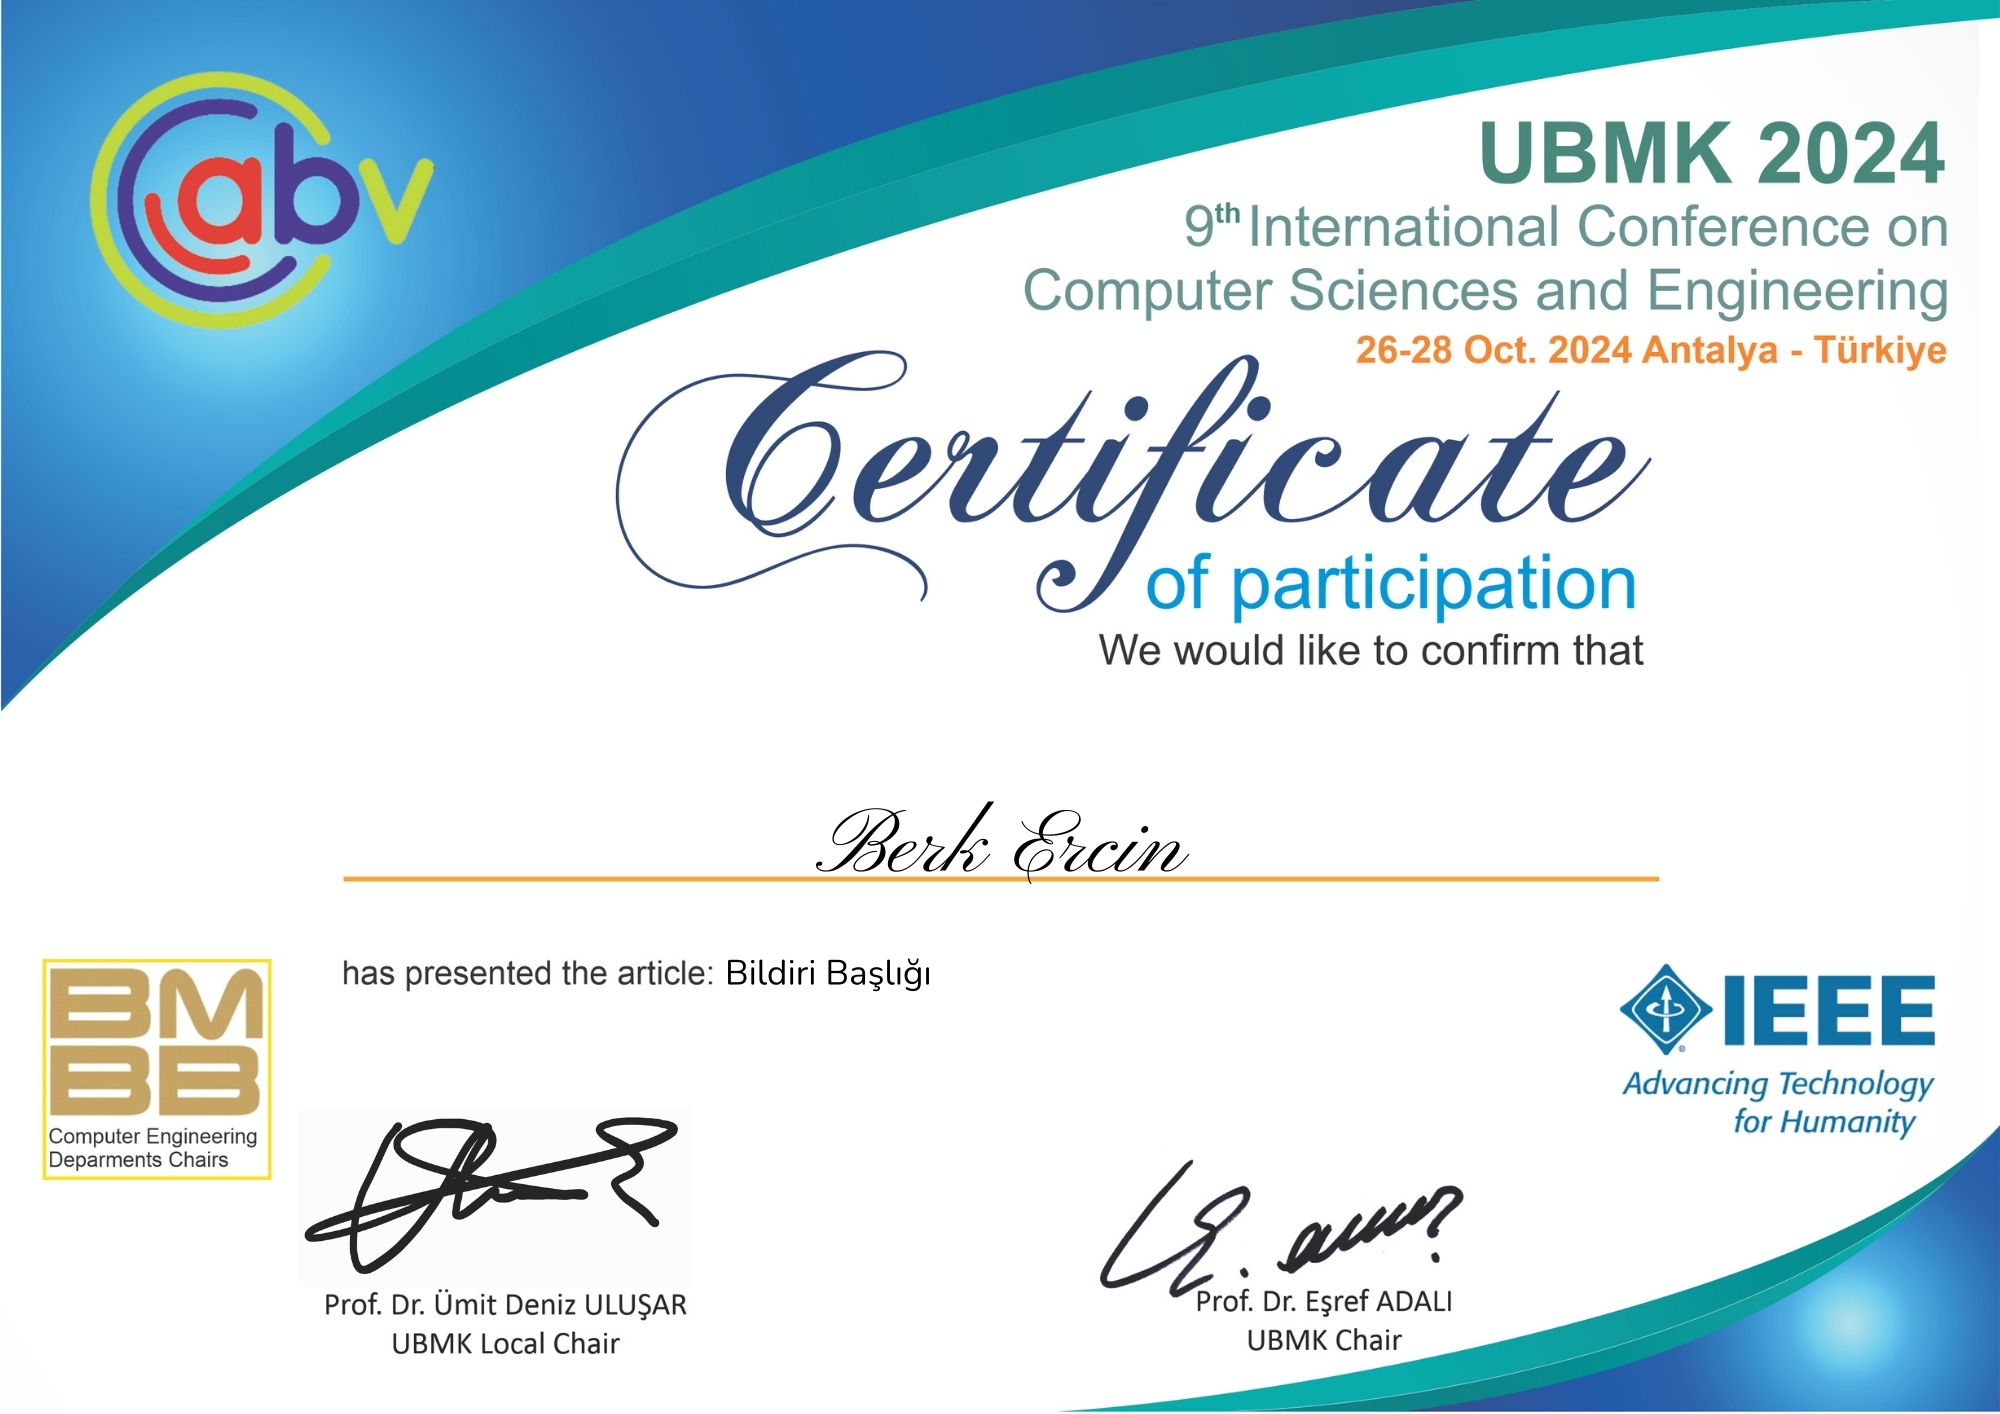 abv
UBMK 2024
9th International Conference on
Computer Sciences and Engineering
26-28 Oct. 2024 Antalya - Türkiye
Certificate
of participation
We would like to confirm that
Berk Ercin
has presented the article: Bildiri Başlığı
BM
BB
Computer Engineering
Deparments Chairs
IEEE
Advancing Technology
for Humanity
Prof. Dr. Ümit Deniz ULUŞAR
UBMK Local Chair
Prof. Dr. Eşref ADALI
UBMK Chair